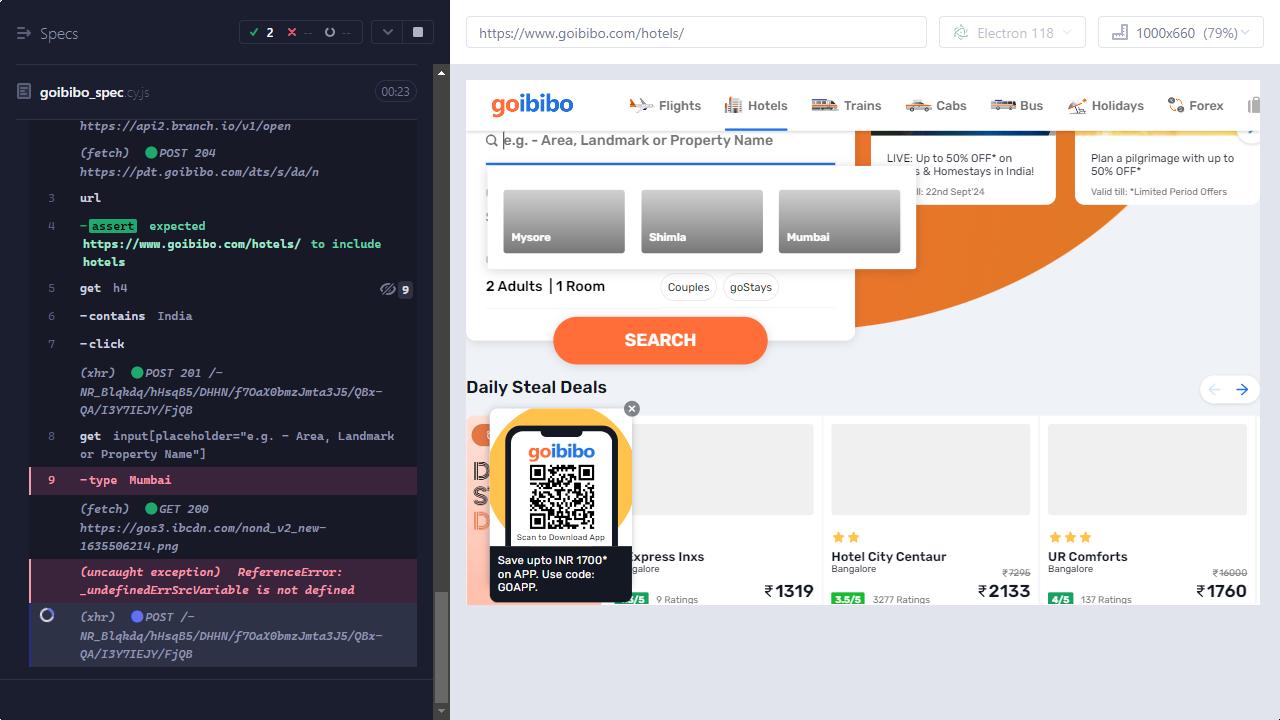 Specs
2
--
--
https://www.goibibo.com/hotels/
Electron 118
1000x660 (79%)
goibibo_spec.cy.js
00:23
https://api2.branch.io/v1/open
(fetch) POST 204
https://pdt.goibibo.com/dts/s/da/n
3 url
4 -assert expected
https://www.goibibo.com/hotels/ to include
hotels
5 get h4
9
6 -contains India
7 -click
(xhr) POST 201 /-
NR_Blqkdq/hHsqB5/DHHN/f7OaX0bmzJmta3J5/QBx-
QA/I3Y7IEJY/FjQB
8 get input[placeholder="e.g. - Area, Landmark
or Property Name"]
9 -type Mumbai
(fetch) GET 200
https://gos3.ibcdn.com/nond_v2_new-
1635506214.png
(uncaught exception) ReferenceError:
_undefinedErrSrcVariable is not defined
(xhr) POST /-
NR_Blqkdq/hHsqB5/DHHN/f7OaX0bmzJmta3J5/QBx-
QA/I3Y7IEJY/FjQB
goibibo
Flights
Hotels
Trains
Cabs
Bus
Holidays
Forex
e.g. - Area, Landmark or Property Name
Mysore
Shimla
Mumbai
LIVE: Up to 50% OFF* on
s & Homestays in India!
till: 22nd Sept'24
Plan a pilgrimage with up to
50% OFF*
Valid till: *Limited Period Offers
2 Adults | 1 Room
Couples
goStays
SEARCH
Daily Steal Deals
goibibo
Scan to Download App
Save upto INR 1700*
on APP. Use code:
GOAPP.
Express Inxs
Bangalore
₹1319
/5 9 Ratings
Hotel City Centaur
Bangalore
₹7295
₹2133
3.5/5 3277 Ratings
UR Comforts
Bangalore
₹16000
₹1760
4/5 137 Ratings